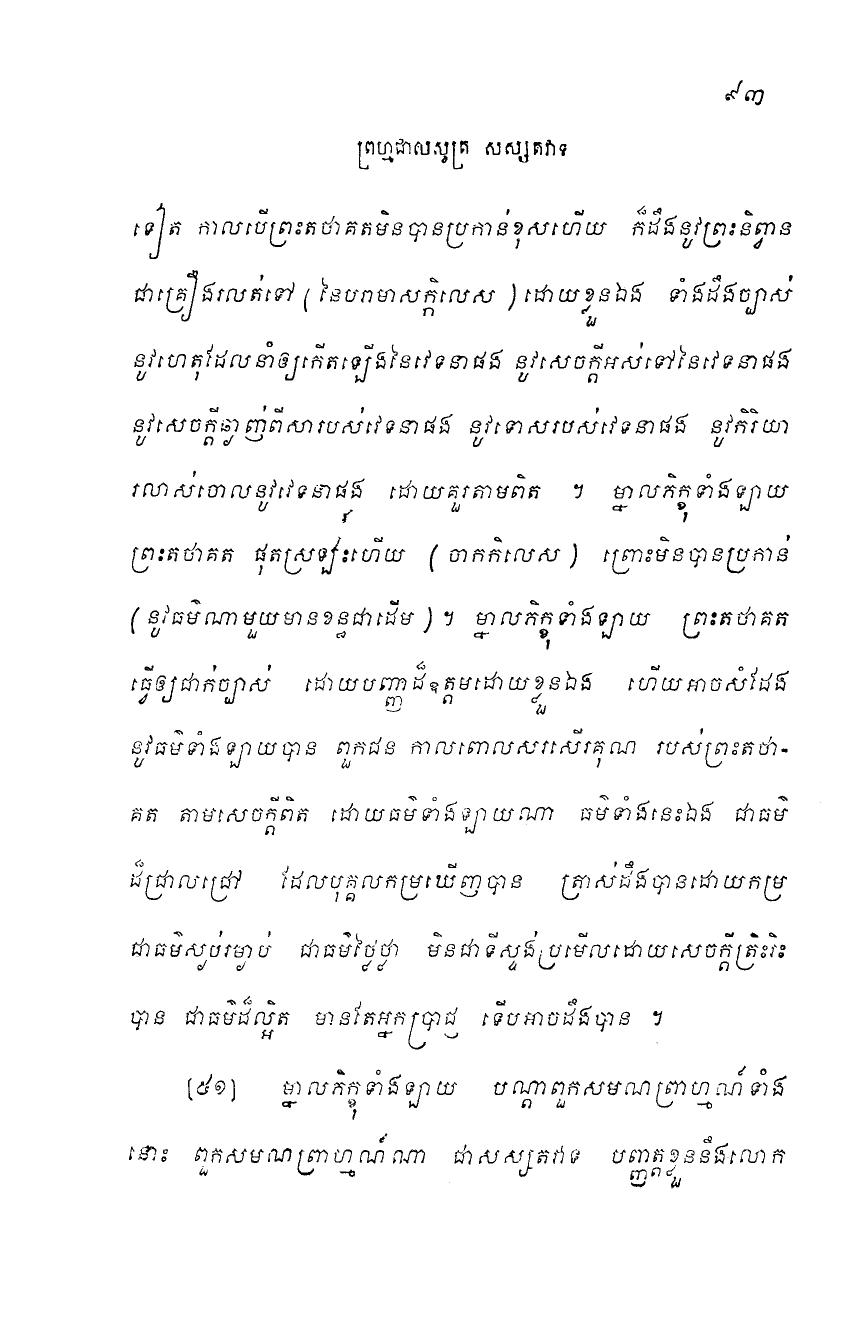 ៩៣
ព្រហ្មជាលសូត្រ សស្សតវាទ
ទៀត កាលបើព្រះតថាគតមិនបានប្រកាន់ខុសហើយ ក៏ដឹងនូវព្រះនិព្វាន
ជាគ្រឿងរលត់ទៅ (នៃបរាមាសក្កិលេស) ដោយខ្លួនឯង ទាំងដឹងច្បាស់
នូវហេតុដែលនាំឲ្យកើតឡើងនៃវេទនាផង នូវសេចក្តីអស់ទៅនៃវេទនាផង
នូវសេចក្តីឆ្ងាញ់ពីសារបស់វេទនាផង នូវទោសរបស់វេទនាផង នូវកិរិយា
រលាស់ចោលនូវវេទនាផង ដោយគួរតាមពិត ។ ម្នាលភិក្ខុទាំងឡាយ
ព្រះតថាគត ផុតស្រឡះហើយ (ចាកកិលេស) ព្រោះមិនបានប្រកាន់
(នូវធម៌ណាមួយមានខន្ធជាដើម) ។ ម្នាលភិក្ខុទាំងឡាយ ព្រះតថាគត
ធ្វើឲ្យជាក់ច្បាស់ ដោយបញ្ញាដ៏ឧត្តមដោយខ្លួនឯង ហើយអាចសំដែង
នូវធម៌ទាំងឡាយបាន ពួកជន កាលពោលសរសើរគុណ របស់ព្រះតថា-
គត តាមសេចក្តីពិត ដោយធម៌ទាំងឡាយណា ធម៌ទាំងនេះឯង ជាធម៌
ដ៏ជ្រាលជ្រៅ ដែលបុគ្គលកម្រឃើញបាន ត្រាស់ដឹងបានដោយកម្រ
ជាធម៌ស្ងប់រម្ងាប់ ជាធម៌ថ្លៃថ្លា មិនជាទីស្ទង់ប្រមើលដោយសេចក្តីត្រិះរិះ
បាន ជាធម៌ដ៏ល្អិត មានតែអ្នកប្រាជ្ញ ទើបអាចដឹងបាន ។
[៥១] ម្នាលភិក្ខុទាំងឡាយ បណ្តាពួកសមណព្រាហ្មណ៍ទាំង
នោះ ពួកសមណព្រាហ្មណ៍ណា ជាសស្សតវាទ បញ្ញត្តខ្លួននឹងលោក